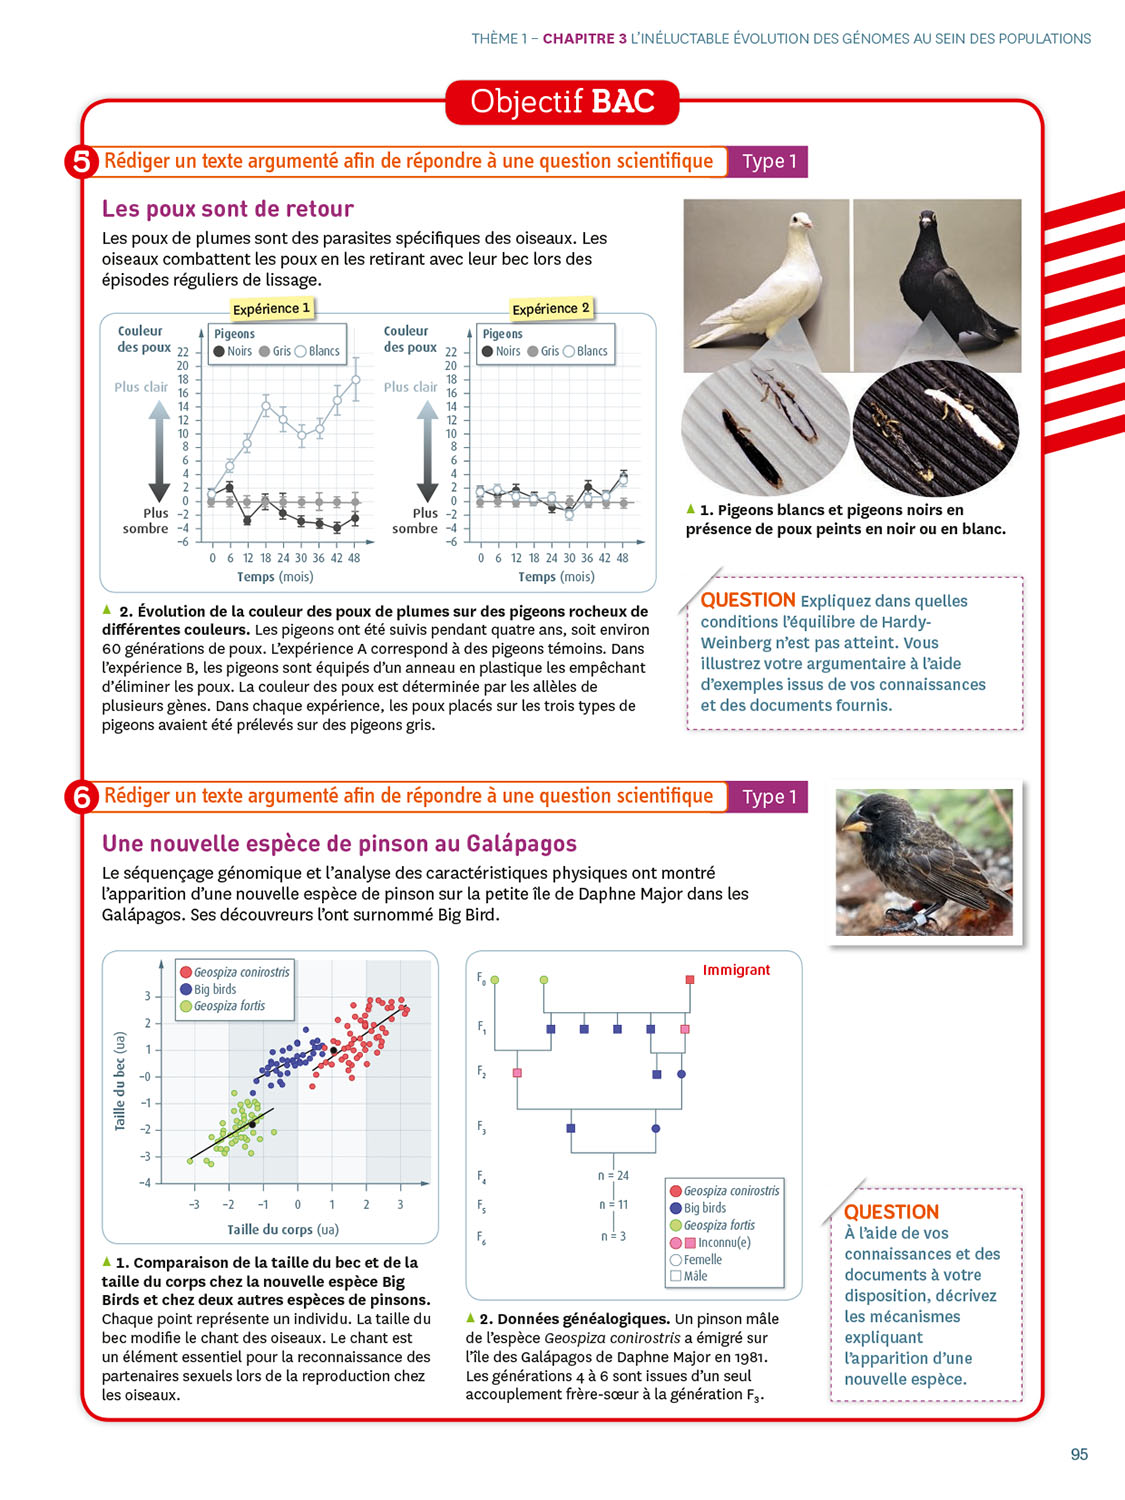 THÈME 1 – CHAPITRE 3 L'INÉLUCTABLE ÉVOLUTION DES GÉNOMES AU SEIN DES POPULATIONS
Objectif BAC
5 Rédiger un texte argumenté afin de répondre à une question scientifique Type 1
Les poux sont de retour
Les poux de plumes sont des parasites spécifiques des oiseaux. Les
oiseaux combattent les poux en les retirant avec leur bec lors des
épisodes réguliers de lissage.
Expérience 1
Couleur
des poux
Pigeons
Noirs Gris Blancs
Plus clair
Plus
sombre
22
20
18
16
14
12
10
8
6
4
2
0
−2
−4
−6
0 6 12 18 24 30 36 42 48
Temps (mois)
Expérience 2
Couleur
des poux
Pigeons
Noirs Gris Blancs
Plus clair
Plus
sombre
22
20
18
16
14
12
10
8
6
4
2
0
−2
−4
−6
0 6 12 18 24 30 36 42 48
Temps (mois)
1. Pigeons blancs et pigeons noirs en
présence de poux peints en noir ou en blanc.
2. Évolution de la couleur des poux de plumes sur des pigeons rocheux de
différentes couleurs. Les pigeons ont été suivis pendant quatre ans, soit environ
60 générations de poux. L'expérience A correspond à des pigeons témoins. Dans
l'expérience B, les pigeons sont équipés d'un anneau en plastique les empêchant
d'éliminer les poux. La couleur des poux est déterminée par les allèles de
plusieurs gènes. Dans chaque expérience, les poux placés sur les trois types de
pigeons avaient été prélevés sur des pigeons gris.
QUESTION Expliquez dans quelles
conditions l'équilibre de Hardy-
Weinberg n'est pas atteint. Vous
illustrez votre argumentaire à l'aide
d'exemples issus de vos connaissances
et des documents fournis.
6 Rédiger un texte argumenté afin de répondre à une question scientifique Type 1
Une nouvelle espèce de pinson au Galápagos
Le séquençage génomique et l'analyse des caractéristiques physiques ont montré
l'apparition d'une nouvelle espèce de pinson sur la petite île de Daphne Major dans les
Galápagos. Ses découvreurs l'ont surnommé Big Bird.
Geospiza conirostris
Big birds
Geospiza fortis
Taille du bec (ua)
3
2
1
−0
−1
−2
−3
−4
−3 −2 −1 0 1 2 3
Taille du corps (ua)
1. Comparaison de la taille du bec et de la
taille du corps chez la nouvelle espèce Big
Birds et chez deux autres espèces de pinsons.
Chaque point représente un individu. La taille du
bec modifie le chant des oiseaux. Le chant est
un élément essentiel pour la reconnaissance des
partenaires sexuels lors de la reproduction chez
les oiseaux.
F₀ Immigrant
F₁
F₂
F₃
F₄ n = 24
F₅ n = 11
F₆ n = 3
Geospiza conirostris
Big birds
Geospiza fortis
Inconnu(e)
Femelle
Mâle
2. Données généalogiques. Un pinson mâle
de l'espèce Geospiza conirostris a émigré sur
l'île des Galápagos de Daphne Major en 1981.
Les générations 4 à 6 sont issues d'un seul
accouplement frère-sœur à la génération F₃.
QUESTION
À l'aide de vos
connaissances et des
documents à votre
disposition, décrivez
les mécanismes
expliquant
l'apparition d'une
nouvelle espèce.
95